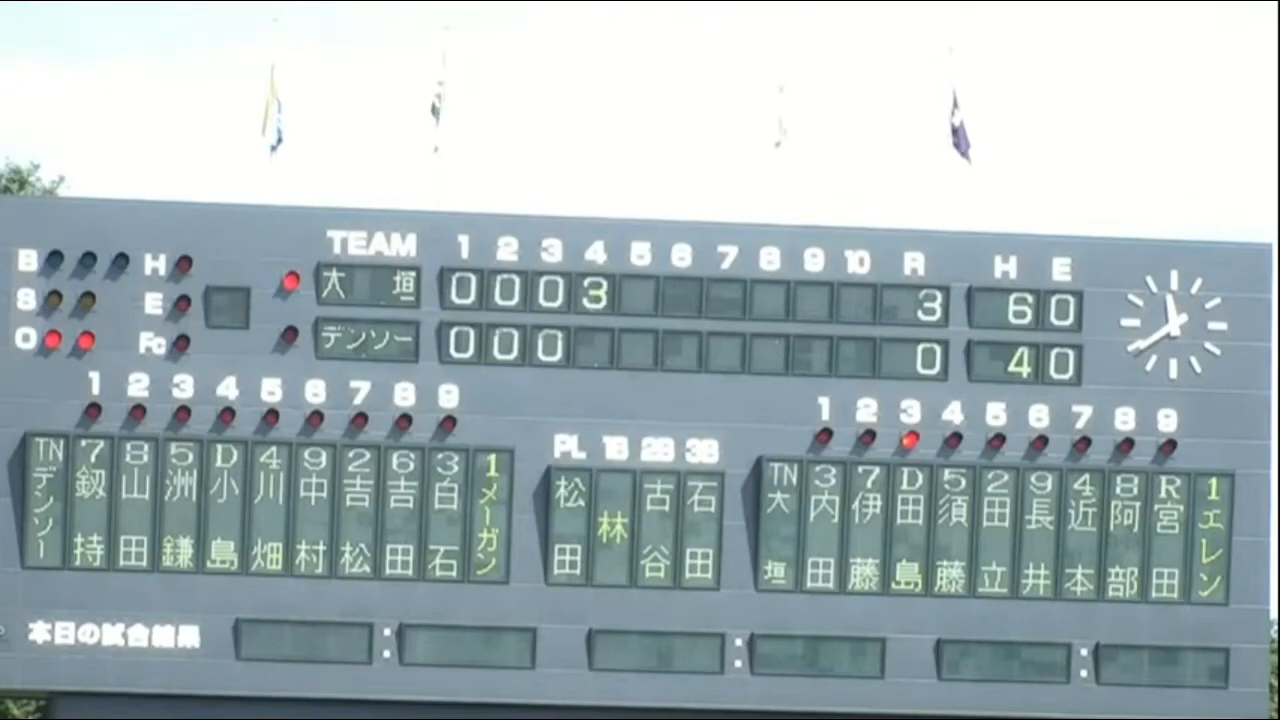 TEAM 1 2 3 4 5 6 7 8 9 10 R H E
B H
大垣 0 0 0 3 3 6 0
S E
デンソー 0 0 0 0 4 0
O Fc
1 2 3 4 5 6 7 8 9
TN デンソー
7 釼持
8 山田
5 洲鎌
D 小島
4 川畑
9 中村
2 吉松
6 吉田
3 白石
1 メーガン
PL 1B 2B 3B
松田 林 古谷 石田
1 2 3 4 5 6 7 8 9
TN 大垣
3 内田
7 伊藤
D 田島
5 須藤
2 田立
9 長井
4 近本
8 阿部
R 宮田
1 エレン
本日の試合結果 : : :